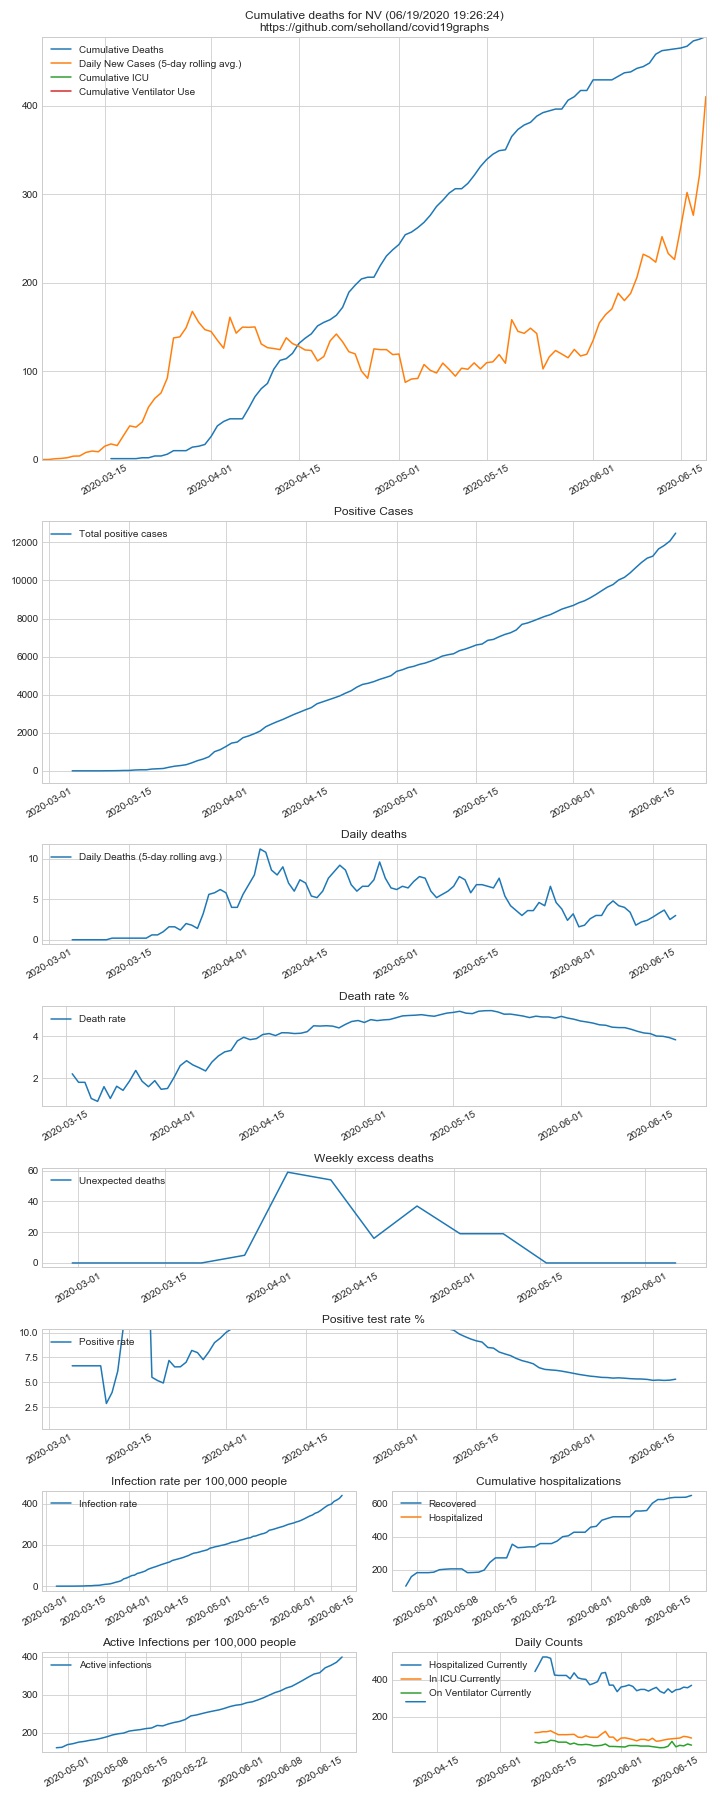 Cumulative deaths for NV (06/19/2020 19:26:24)
https://github.com/seholland/covid19graphs
Cumulative Deaths
Daily New Cases (5-day rolling avg.)
Cumulative ICU
Cumulative Ventilator Use
400
300
200
100
0
2020-03-15 2020-04-01 2020-04-15 2020-05-01 2020-05-15 2020-06-01 2020-06-15
Positive Cases
Total positive cases
12000
10000
8000
6000
4000
2000
0
2020-03-01 2020-03-15 2020-04-01 2020-04-15 2020-05-01 2020-05-15 2020-06-01 2020-06-15
Daily deaths
Daily Deaths (5-day rolling avg.)
10
5
0
2020-03-01 2020-03-15 2020-04-01 2020-04-15 2020-05-01 2020-05-15 2020-06-01 2020-06-15
Death rate %
Death rate
4
2
2020-03-15 2020-04-01 2020-04-15 2020-05-01 2020-05-15 2020-06-01 2020-06-15
Weekly excess deaths
Unexpected deaths
60
40
20
0
2020-03-01 2020-03-15 2020-04-01 2020-04-15 2020-05-01 2020-05-15 2020-06-01
Positive test rate %
Positive rate
10.0
7.5
5.0
2.5
2020-03-01 2020-03-15 2020-04-01 2020-04-15 2020-05-01 2020-05-15 2020-06-01 2020-06-15
Infection rate per 100,000 people
Infection rate
400
200
0
2020-03-01 2020-03-15 2020-04-01 2020-04-15 2020-05-01 2020-05-15 2020-06-01 2020-06-15
Cumulative hospitalizations
Recovered
Hospitalized
600
400
200
2020-05-01 2020-05-08 2020-05-15 2020-05-22 2020-06-01 2020-06-08 2020-06-15
Active Infections per 100,000 people
Active infections
400
300
200
2020-05-01 2020-05-08 2020-05-15 2020-05-22 2020-06-01 2020-06-08 2020-06-15
Daily Counts
Hospitalized Currently
In ICU Currently
On Ventilator Currently
400
200
2020-04-15 2020-05-01 2020-05-15 2020-06-01 2020-06-15